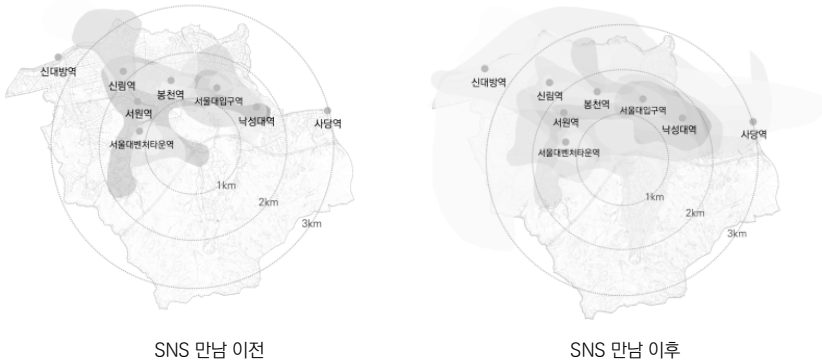 신대방역
신림역
봉천역
서울대입구역
서원역
낙성대역
사당역
서울대벤처타운역
1km
2km
3km
SNS 만남 이전
신대방역
신림역
봉천역
서울대입구역
서원역
낙성대역
사당역
서울대벤처타운역
1km
2km
3km
SNS 만남 이후